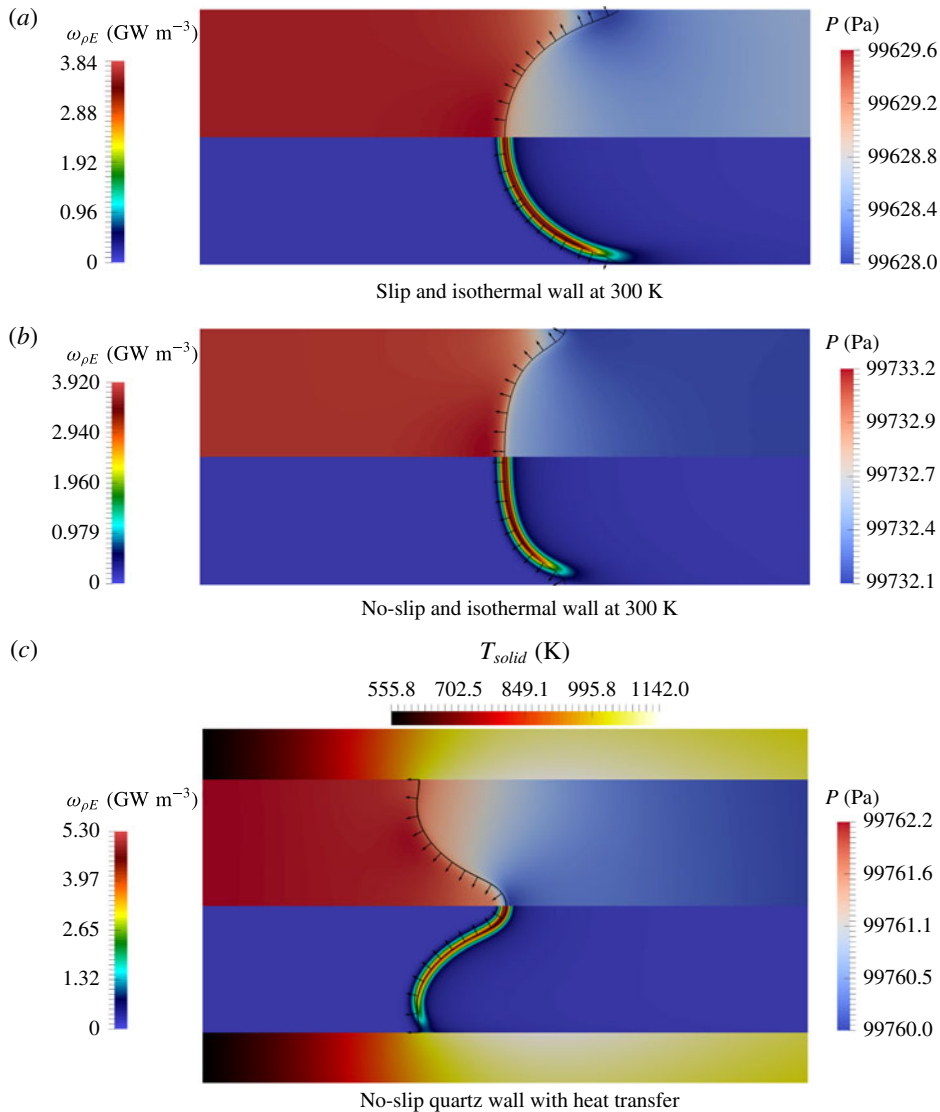 (a)
ω_ρE (GW m⁻³)
3.84
2.88
1.92
0.96
0
P (Pa)
99629.6
99629.2
99628.8
99628.4
99628.0
Slip and isothermal wall at 300 K
(b)
ω_ρE (GW m⁻³)
3.920
2.940
1.960
0.979
0
P (Pa)
99733.2
99732.9
99732.7
99732.4
99732.1
No-slip and isothermal wall at 300 K
(c)
T_solid (K)
555.8 702.5 849.1 995.8 1142.0
ω_ρE (GW m⁻³)
5.30
3.97
2.65
1.32
0
P (Pa)
99762.2
99761.6
99761.1
99760.5
99760.0
No-slip quartz wall with heat transfer